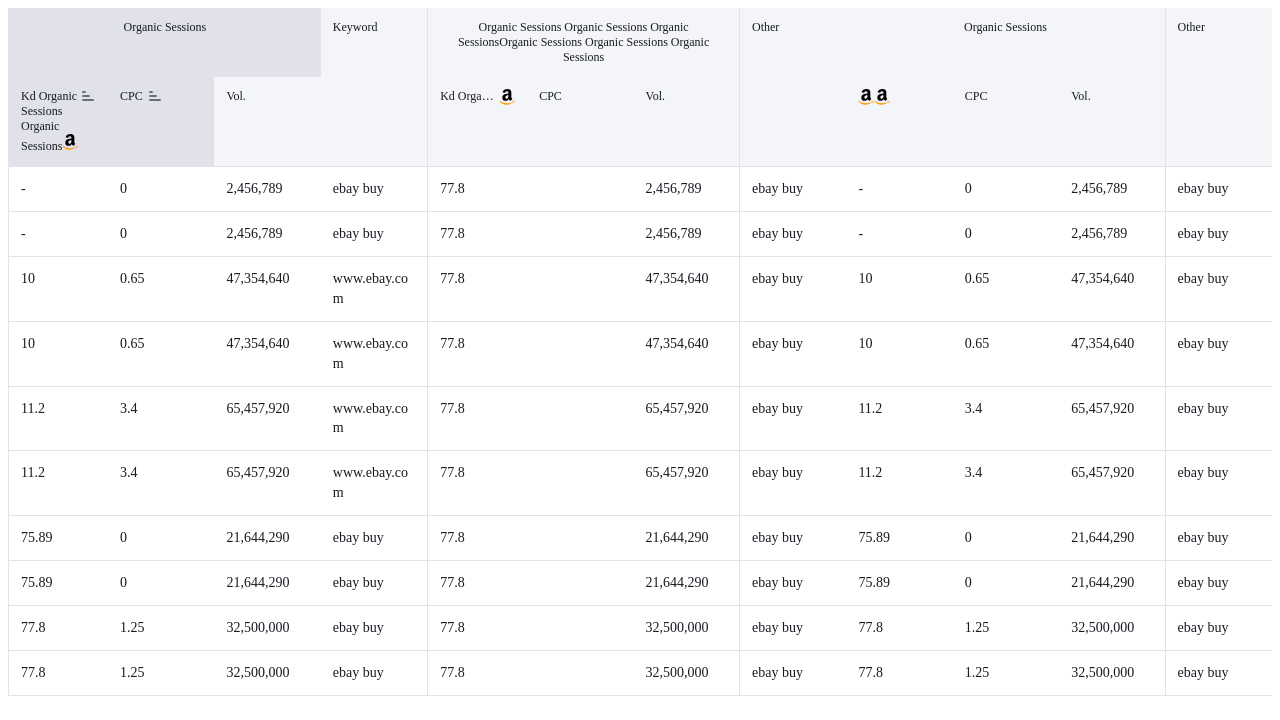 Organic Sessions Keyword Organic Sessions Organic Sessions Organic Other Organic Sessions Other
SessionsOrganic Sessions Organic Sessions Organic
Sessions
Kd Organic CPC Vol. Kd Orga… a CPC Vol. a a CPC Vol.
Sessions
Organic
Sessions a
- 0 2,456,789 ebay buy 77.8 2,456,789 ebay buy - 0 2,456,789 ebay buy
- 0 2,456,789 ebay buy 77.8 2,456,789 ebay buy - 0 2,456,789 ebay buy
10 0.65 47,354,640 www.ebay.co 77.8 47,354,640 ebay buy 10 0.65 47,354,640 ebay buy
m
10 0.65 47,354,640 www.ebay.co 77.8 47,354,640 ebay buy 10 0.65 47,354,640 ebay buy
m
11.2 3.4 65,457,920 www.ebay.co 77.8 65,457,920 ebay buy 11.2 3.4 65,457,920 ebay buy
m
11.2 3.4 65,457,920 www.ebay.co 77.8 65,457,920 ebay buy 11.2 3.4 65,457,920 ebay buy
m
75.89 0 21,644,290 ebay buy 77.8 21,644,290 ebay buy 75.89 0 21,644,290 ebay buy
75.89 0 21,644,290 ebay buy 77.8 21,644,290 ebay buy 75.89 0 21,644,290 ebay buy
77.8 1.25 32,500,000 ebay buy 77.8 32,500,000 ebay buy 77.8 1.25 32,500,000 ebay buy
77.8 1.25 32,500,000 ebay buy 77.8 32,500,000 ebay buy 77.8 1.25 32,500,000 ebay buy